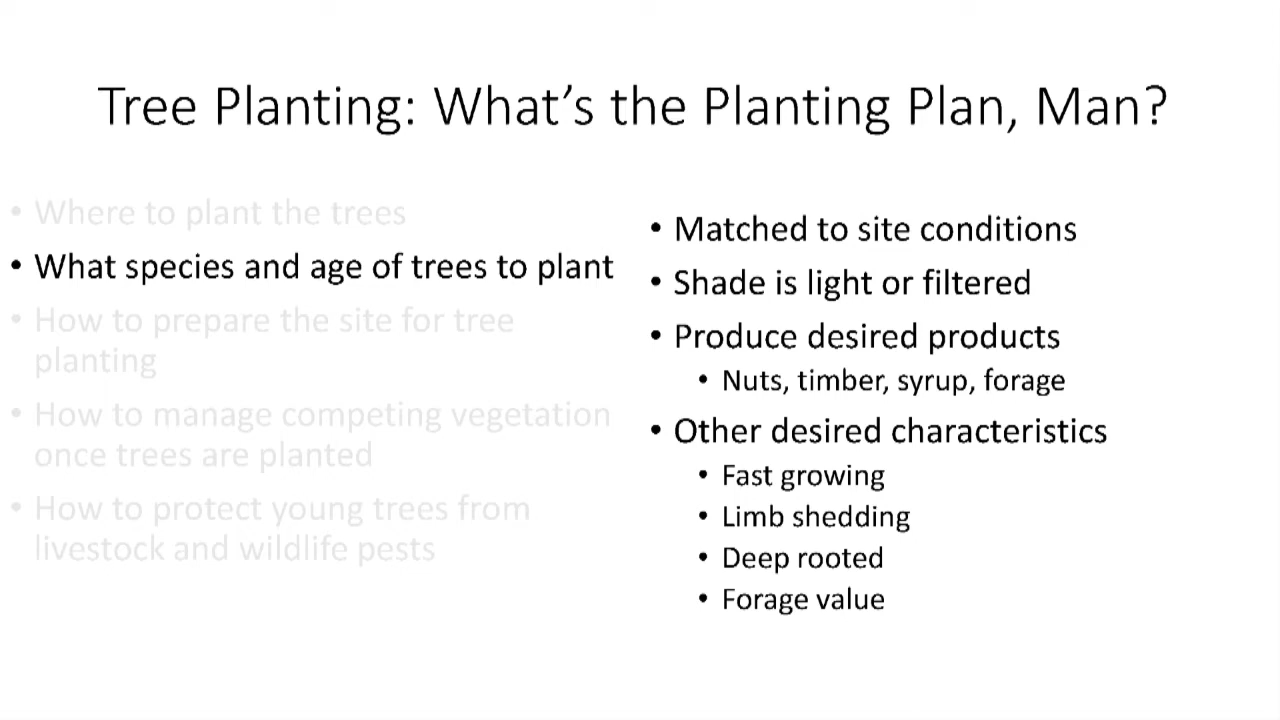 Tree Planting: What's the Planting Plan, Man?
• Where to plant the trees
• What species and age of trees to plant
• How to prepare the site for tree
planting
• How to manage competing vegetation
once trees are planted
• How to protect young trees from
livestock and wildlife pests
• Matched to site conditions
• Shade is light or filtered
• Produce desired products
• Nuts, timber, syrup, forage
• Other desired characteristics
• Fast growing
• Limb shedding
• Deep rooted
• Forage value